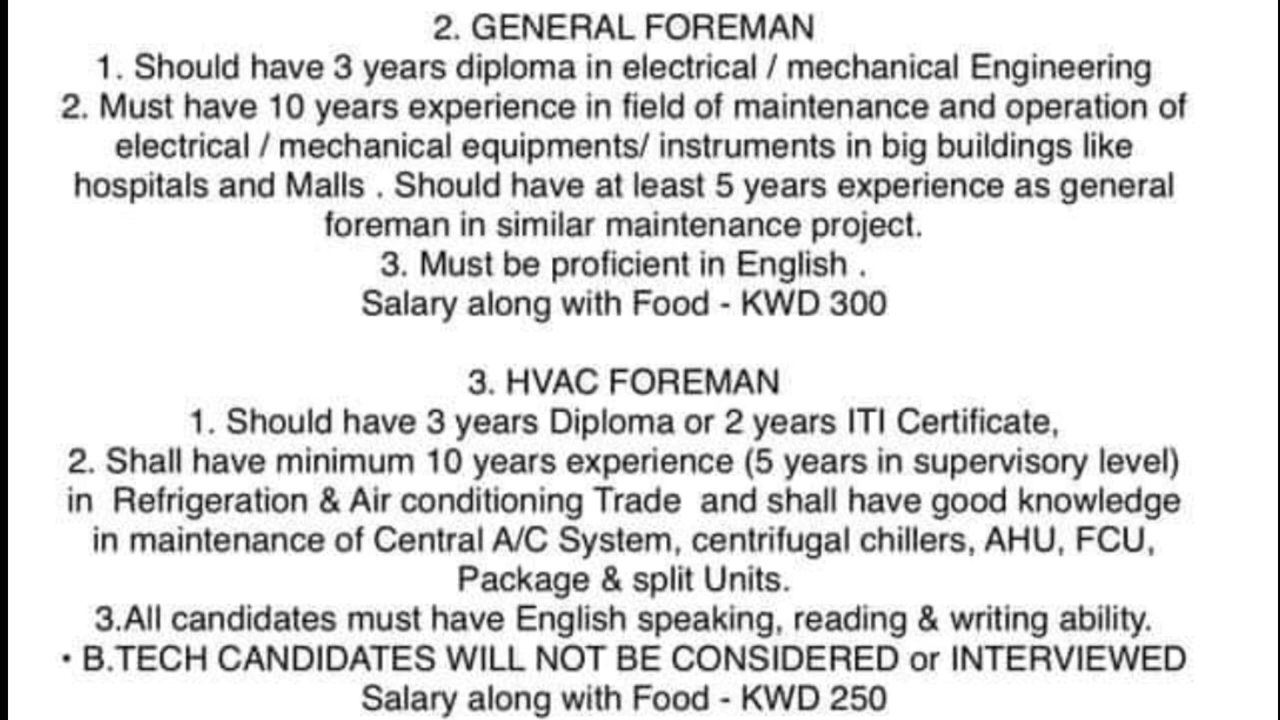 2. GENERAL FOREMAN
1. Should have 3 years diploma in electrical / mechanical Engineering
2. Must have 10 years experience in field of maintenance and operation of
electrical / mechanical equipments/ instruments in big buildings like
hospitals and Malls . Should have at least 5 years experience as general
foreman in similar maintenance project.
3. Must be proficient in English .
Salary along with Food - KWD 300
3. HVAC FOREMAN
1. Should have 3 years Diploma or 2 years ITI Certificate,
2. Shall have minimum 10 years experience (5 years in supervisory level)
in  Refrigeration & Air conditioning Trade  and shall have good knowledge
in maintenance of Central A/C System, centrifugal chillers, AHU, FCU,
Package & split Units.
3.All candidates must have English speaking, reading & writing ability.
• B.TECH CANDIDATES WILL NOT BE CONSIDERED or INTERVIEWED
Salary along with Food - KWD 250